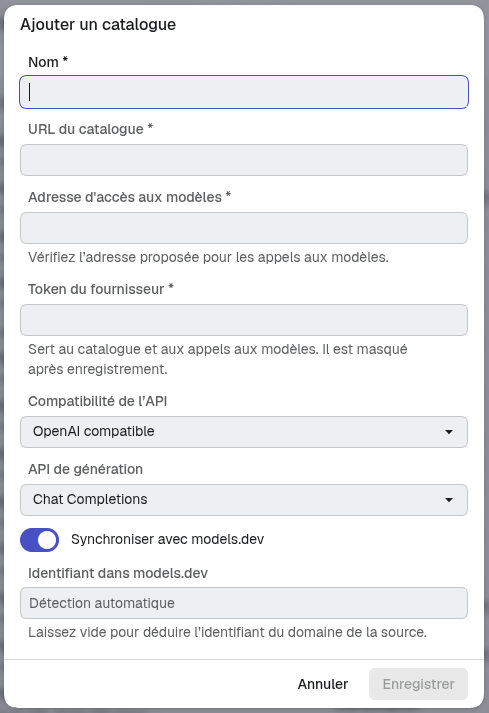 Ajouter un catalogue
Nom *
URL du catalogue *
Adresse d'accès aux modèles *
Vérifiez l'adresse proposée pour les appels aux modèles.
Token du fournisseur *
Sert au catalogue et aux appels aux modèles. Il est masqué
après enregistrement.
Compatibilité de l'API
OpenAI compatible
API de génération
Chat Completions
Synchroniser avec models.dev
Identifiant dans models.dev
Détection automatique
Laissez vide pour déduire l'identifiant du domaine de la source.
Annuler
Enregistrer